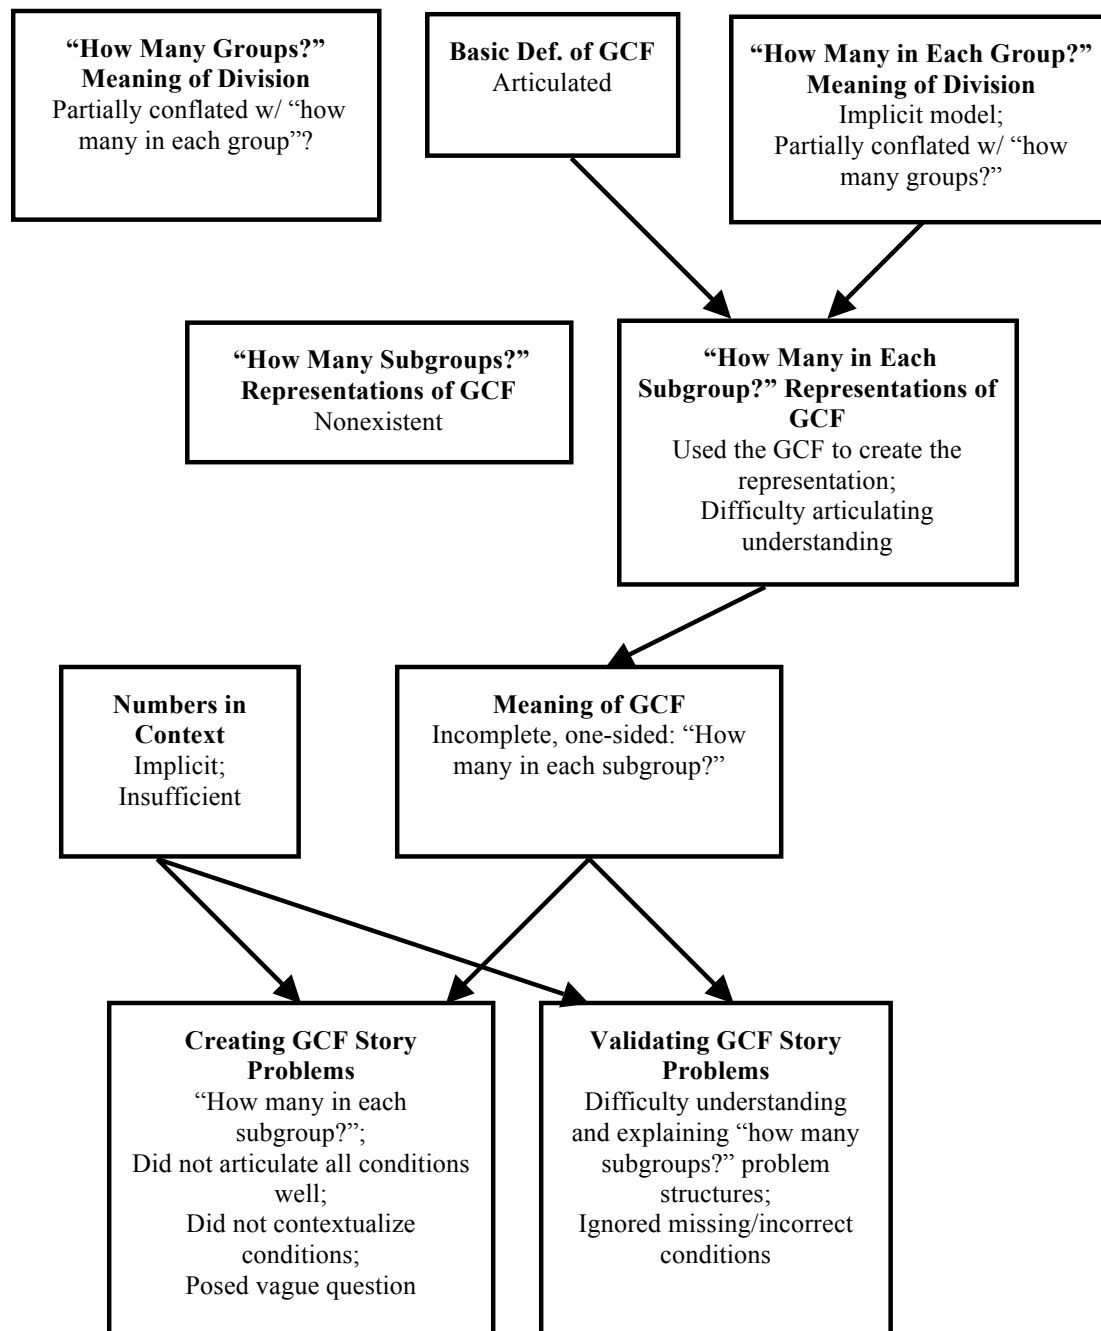 “How Many Groups?”
Meaning of Division
Partially conflated w/ “how
many in each group”?
Basic Def. of GCF
Articulated
“How Many in Each Group?”
Meaning of Division
Implicit model;
Partially conflated w/ “how
many groups?”
“How Many Subgroups?”
Representations of GCF
Nonexistent
“How Many in Each
Subgroup?” Representations of
GCF
Used the GCF to create the
representation;
Difficulty articulating
understanding
Numbers in
Context
Implicit;
Insufficient
Meaning of GCF
Incomplete, one-sided: “How
many in each subgroup?”
Creating GCF Story
Problems
“How many in each
subgroup?”;
Did not articulate all conditions
well;
Did not contextualize
conditions;
Posed vague question
Validating GCF Story
Problems
Difficulty understanding
and explaining “how many
subgroups?” problem
structures;
Ignored missing/incorrect
conditions